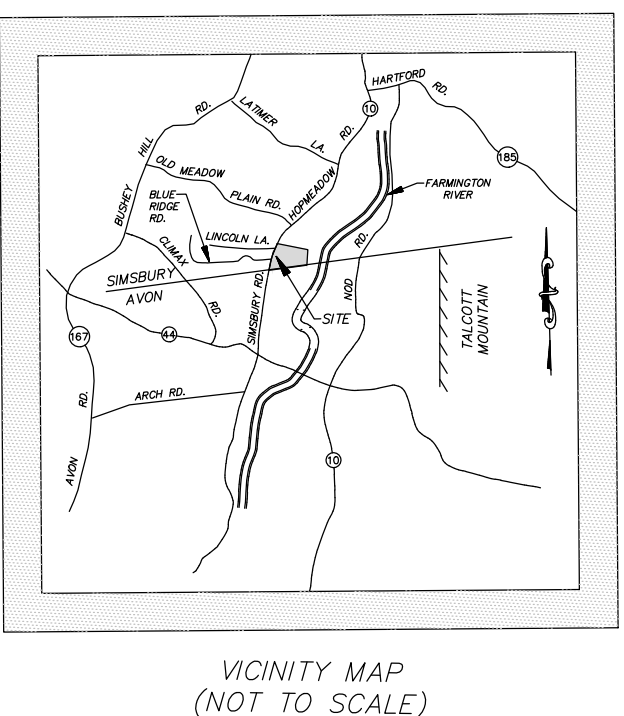 HARTFORD RD.
10
185
LATIMER LA.
BUSHEY HILL RD.
HOPMEADOW RD.
OLD MEADOW PLAIN RD.
FARMINGTON
RIVER
BLUE
RIDGE
RD.
LINCOLN LA.
CLIMAX RD.
SIMSBURY
AVON
SIMSBURY RD.
NOD RD.
SITE
TALCOTT
MOUNTAIN
167
44
ARCH RD.
AVON RD.
10
VICINITY MAP
(NOT TO SCALE)